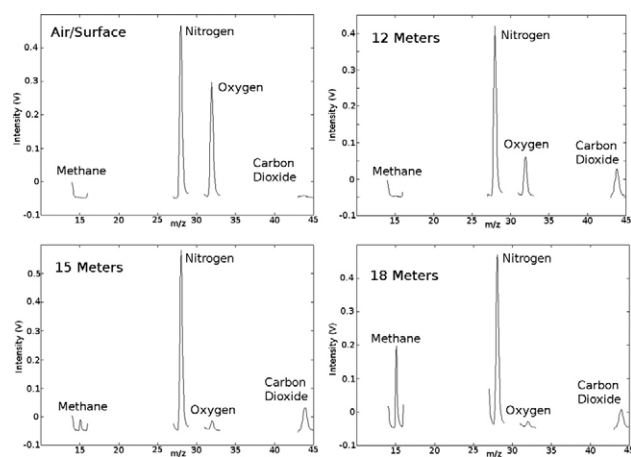 Air/Surface
Nitrogen
Oxygen
Methane
Carbon
Dioxide
Intensity (V)
0.4
0.3
0.2
0.1
0
-0.1
15 20 25 30 35 40 45
m/z
12 Meters
Nitrogen
Oxygen
Methane
Carbon
Dioxide
Intensity (V)
0.4
0.3
0.2
0.1
0
-0.1
15 20 25 30 35 40 45
m/z
15 Meters
Nitrogen
Methane
Oxygen
Carbon
Dioxide
Intensity (V)
0.5
0.4
0.3
0.2
0.1
0
-0.1
15 20 25 30 35 40 45
m/z
18 Meters
Nitrogen
Methane
Oxygen
Carbon
Dioxide
Intensity (V)
0.4
0.3
0.2
0.1
0
-0.1
15 20 25 30 35 40 45
m/z